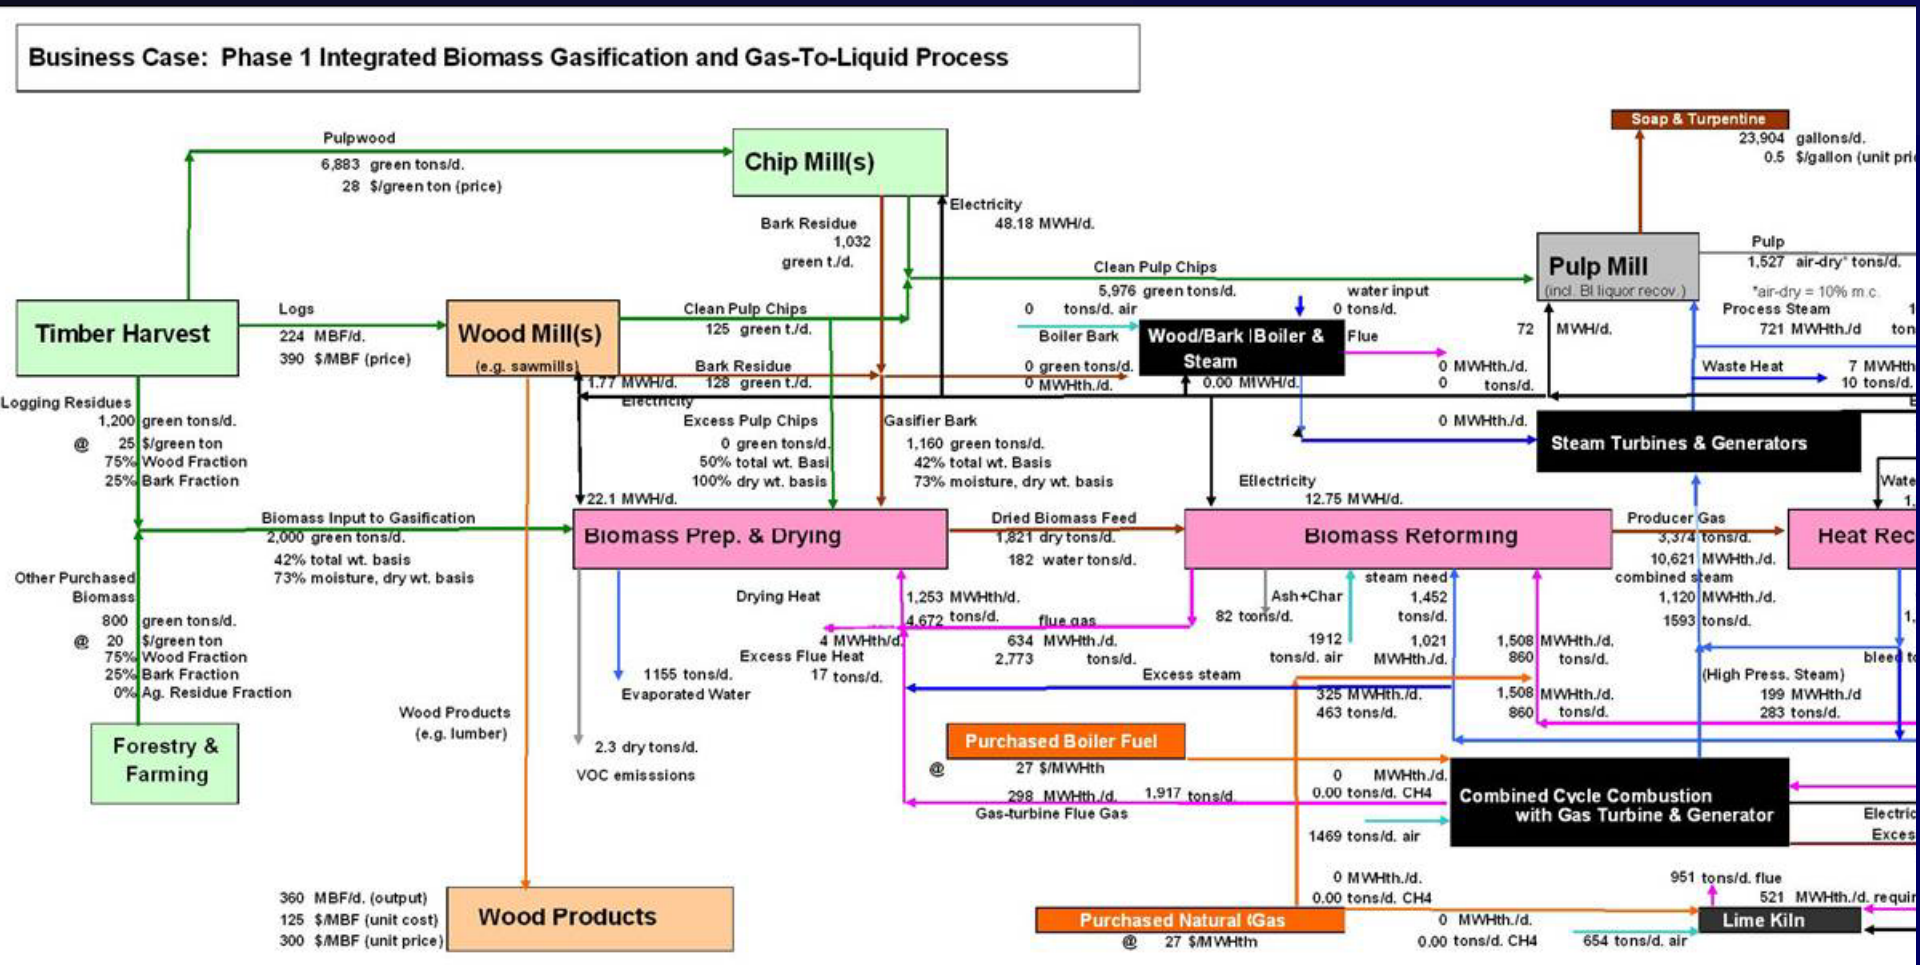 Business Case:  Phase 1 Integrated Biomass Gasification and Gas-To-Liquid Process
Soap & Turpentine
23,904 gallons/d.
0.5 $/gallon (unit pri
Pulpwood
6,883 green tons/d.
28 $/green ton (price)
Chip Mill(s)
Electricity
48.18 MWH/d.
Bark Residue
1,032
green t./d.
Clean Pulp Chips
5,976 green tons/d.
Pulp Mill
(incl. Bl liquor recov.)
Pulp
1,527 air-dry* tons/d.
*air-dry = 10% m.c.
Process Steam
721 MWHth./d
ton
72 MWH/d.
Waste Heat
7 MWHth
10 tons/d.
Timber Harvest
Logs
224 MBF/d.
390 $/MBF (price)
Wood Mill(s)
(e.g. sawmills)
Clean Pulp Chips
125 green t./d.
Bark Residue
128 green t./d.
1.77 MWH/d.
Electricity
0 tons/d. air
Boiler Bark
0 green tons/d.
0 MWHth./d.
Wood/Bark Boiler &
Steam
water input
0 tons/d.
Flue
0 MWHth./d.
0 tons/d.
0.00 MWH/d.
0 MWHth./d.
Steam Turbines & Generators
Logging Residues
1,200 green tons/d.
@ 25 $/green ton
75% Wood Fraction
25% Bark Fraction
Excess Pulp Chips
0 green tons/d.
50% total wt. Basi
100% dry wt. basis
Gasifier Bark
1,160 green tons/d.
42% total wt. Basis
73% moisture, dry wt. basis
22.1 MWH/d.
Ellectricity
12.75 MWH/d.
Wate
1.
Biomass Input to Gasification
2,000 green tons/d.
42% total wt. basis
73% moisture, dry wt. basis
Biomass Prep. & Drying
Dried Biomass Feed
1,821 dry tons/d.
182 water tons/d.
Biomass Reforming
Producer Gas
3,374 tons/d.
10,621 MWHth./d.
Heat Rec
combined steam
1,120 MWHth./d.
1593 tons/d.
Other Purchased
Biomass
800 green tons/d.
@ 20 $/green ton
75% Wood Fraction
25% Bark Fraction
0% Ag. Residue Fraction
Forestry &
Farming
Drying Heat
1,253 MWHth/d.
4,672 tons/d.
flue gas
634 MWHth./d.
2,773 tons/d.
4 MWHth/d.
Excess Flue Heat
17 tons/d.
1155 tons/d.
Evaporated Water
2.3 dry tons/d.
VOC emisssions
Ash+Char
82 tons/d.
1912
tons/d. air
steam need
1,452
tons/d.
1,021
MWHth./d.
1,508 MWHth./d.
860 tons/d.
1,508 MWHth./d.
860 tons/d.
Excess steam
325 MWHth./d.
463 tons/d.
1.
bleed to
(High Press. Steam)
199 MWHth./d
283 tons/d.
Wood Products
(e.g. lumber)
Purchased Boiler Fuel
@ 27 $/MWHth
0 MWHth./d.
0.00 tons/d. CH4
298 MWHth./d. 1,917 tons/d.
Gas-turbine Flue Gas
1469 tons/d. air
Combined Cycle Combustion
with Gas Turbine & Generator
Electric
Exces
360 MBF/d. (output)
125 $/MBF (unit cost)
300 $/MBF (unit price)
Wood Products
0 MWHth./d.
0.00 tons/d. CH4
Purchased Natural Gas
@ 27 $/MWHth
0 MWHth./d.
0.00 tons/d. CH4
951 tons/d. flue
521 MWHth./d. requir
Lime Kiln
654 tons/d. air